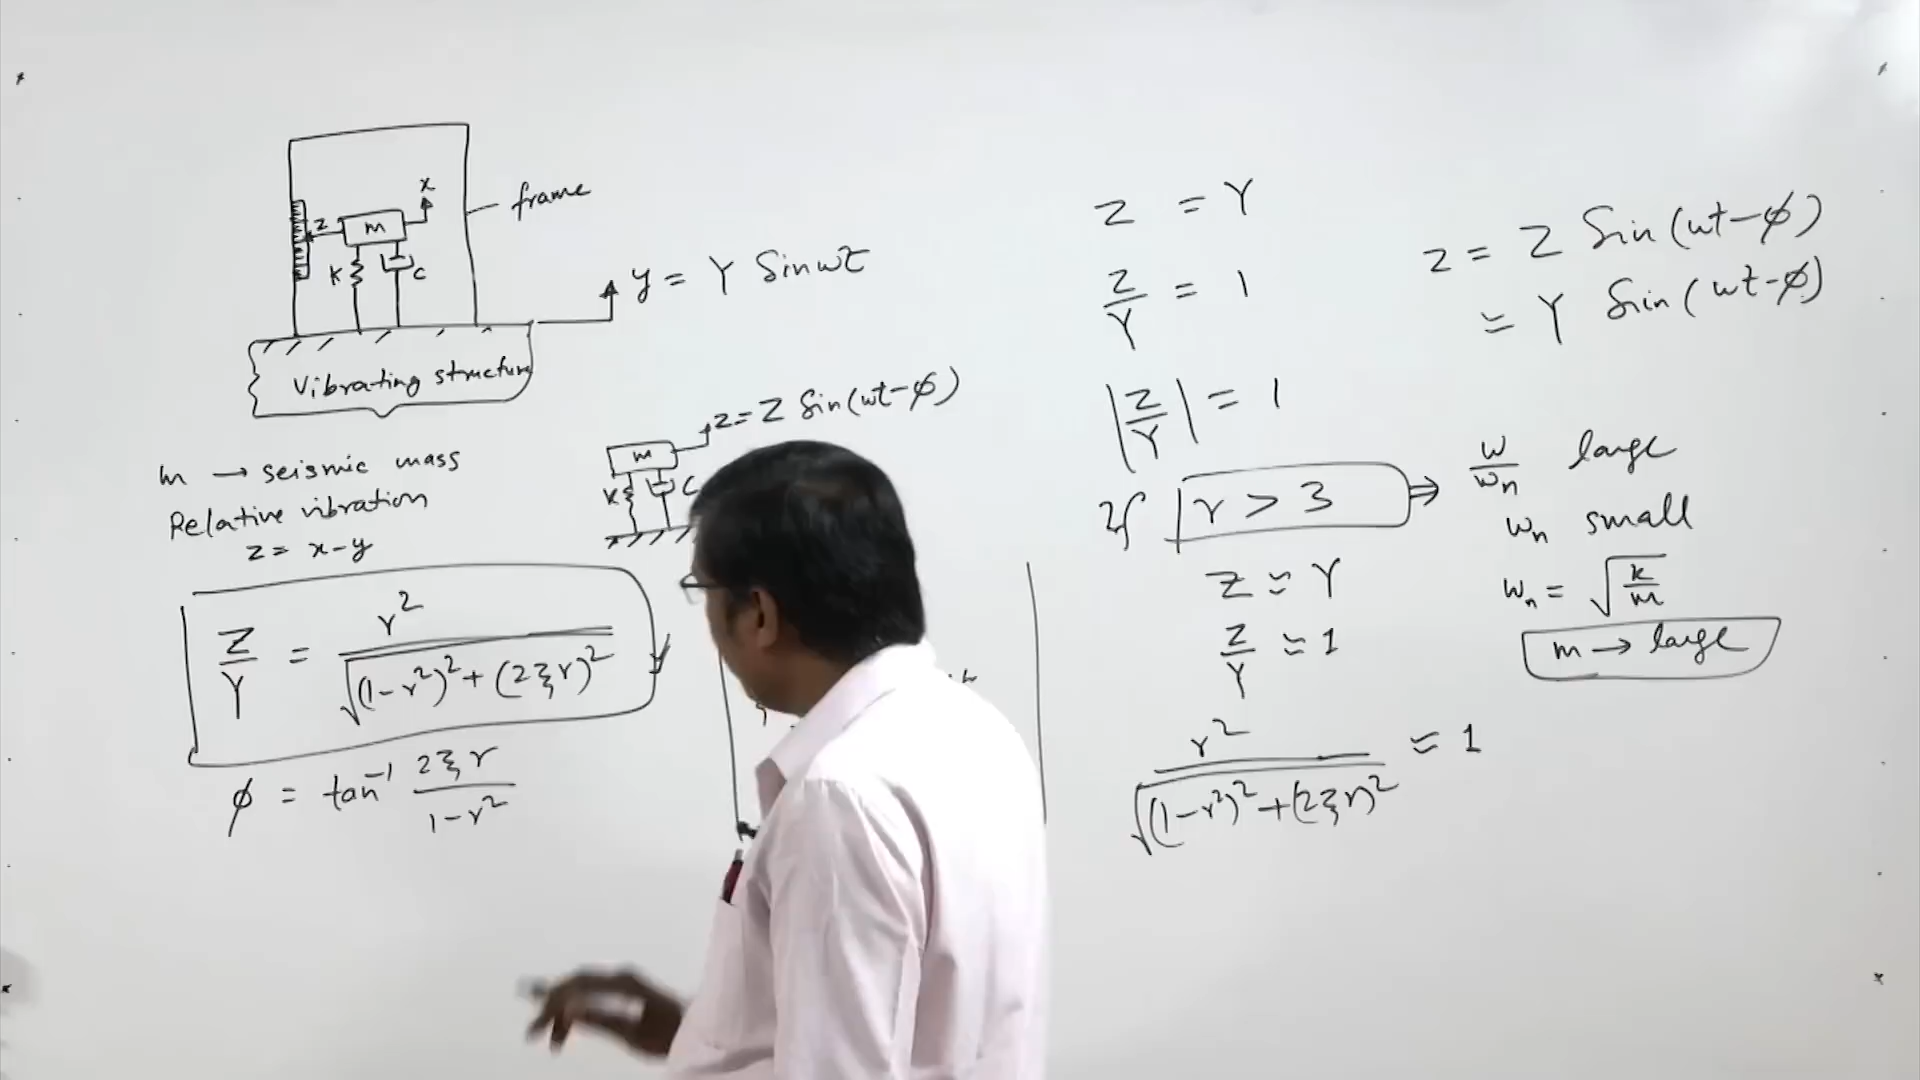 x
frame
z
m
K
C
y = Y Sin ωt
Vibrating structure
z = Z Sin(ωt-φ)
m
K
C
m → seismic mass
Relative vibration
z = x-y
Z/Y = r²/√((1-r²)²+(2ξr)²)
φ = tan⁻¹ 2ξr/(1-r²)
Z = Y
Z/Y = 1
|Z/Y| = 1
If r > 3 ⇒
Z ≈ Y
Z/Y ≈ 1
r²/√((1-r²)²+(2ξr)²) ≈ 1
z = Z Sin(ωt-φ)
≈ Y Sin(ωt-φ)
ω/ωn large
ωn small
ωn = √(k/m)
m → large